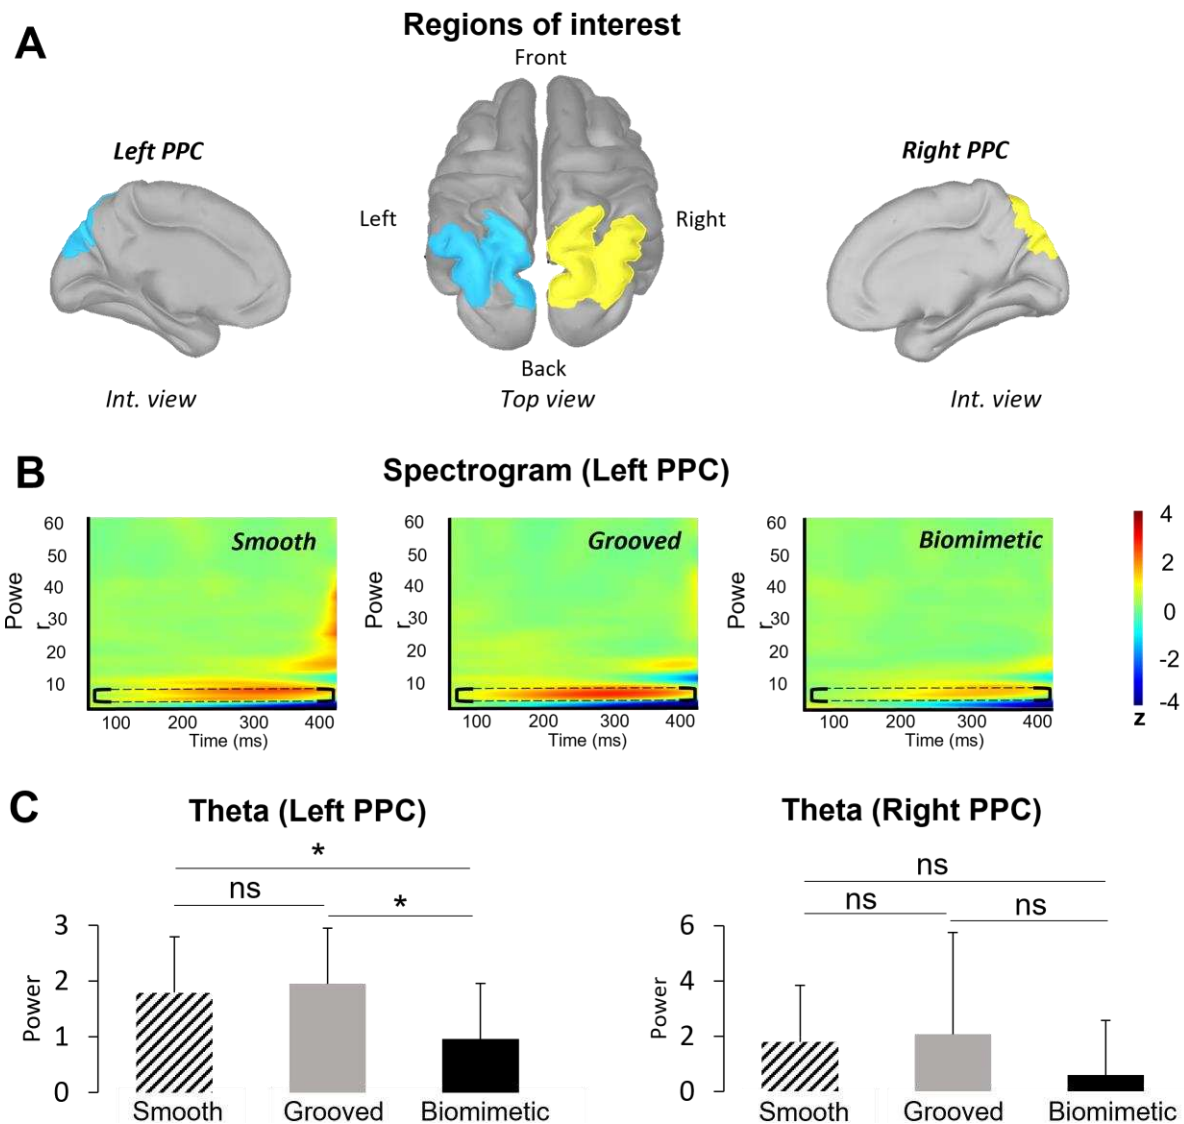 A
Regions of interest
Front
Left PPC
Right PPC
Left
Right
Back
Int. view
Top view
Int. view
B
Spectrogram (Left PPC)
60
50
40
30
20
10
Powe
r
Smooth
100 200 300 400
Time (ms)
60
50
40
30
20
10
Powe
r
Grooved
100 200 300 400
Time (ms)
60
50
40
30
20
10
Powe
r
Biomimetic
100 200 300 400
Time (ms)
4
2
0
-2
-4
z
C
Theta (Left PPC)
*
ns
*
3
2
1
0
Power
Smooth Grooved Biomimetic
Theta (Right PPC)
ns
ns
ns
6
4
2
0
Power
Smooth Grooved Biomimetic